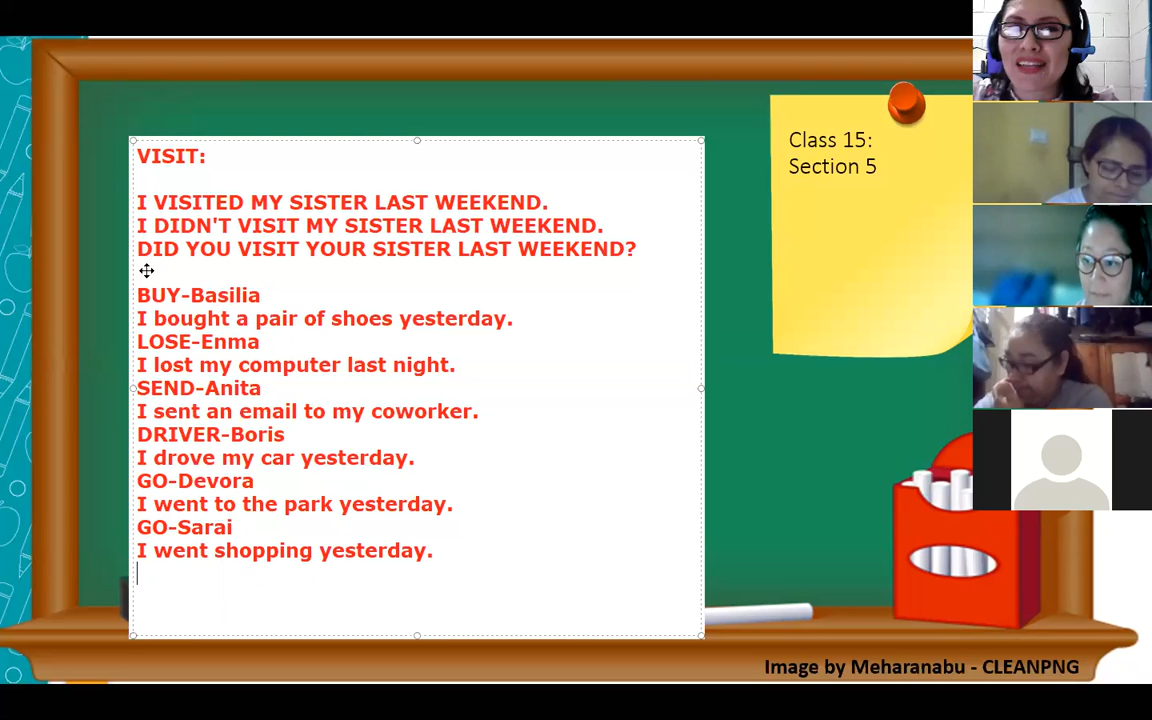 VISIT:
I VISITED MY SISTER LAST WEEKEND.
I DIDN'T VISIT MY SISTER LAST WEEKEND.
DID YOU VISIT YOUR SISTER LAST WEEKEND?
BUY-Basilia
I bought a pair of shoes yesterday.
LOSE-Enma
I lost my computer last night.
SEND-Anita
I sent an email to my coworker.
DRIVER-Boris
I drove my car yesterday.
GO-Devora
I went to the park yesterday.
GO-Sarai
I went shopping yesterday.
Class 15:
Section 5
Image by Meharanabu - CLEANPNG